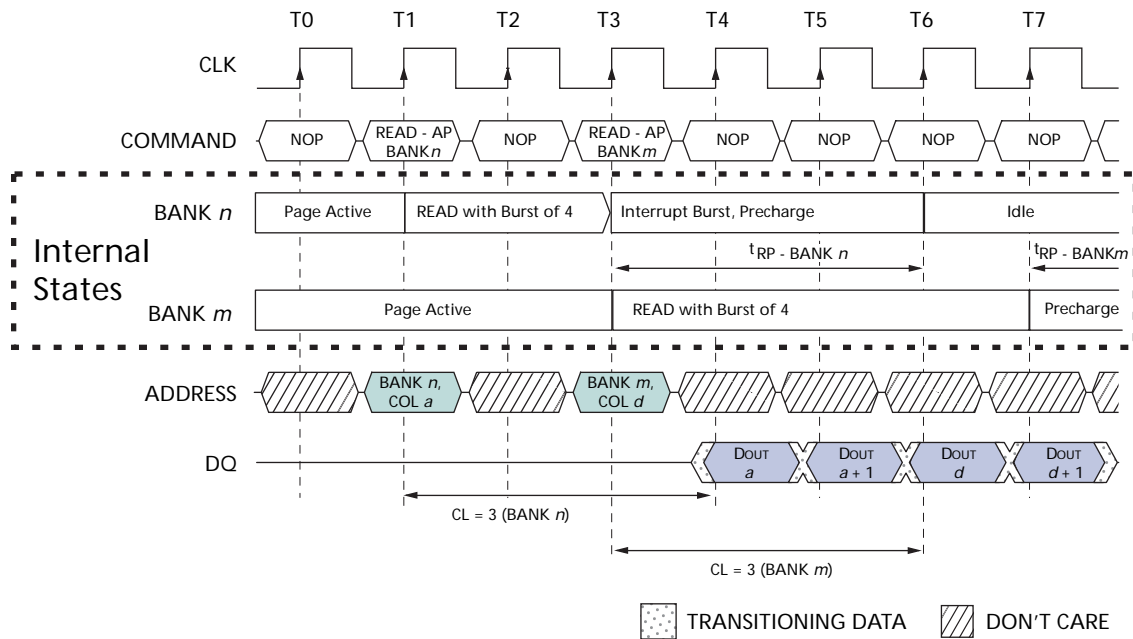 T0 T1 T2 T3 T4 T5 T6 T7
CLK
COMMAND NOP READ - AP NOP READ - AP NOP NOP NOP NOP
BANK n BANK m
BANK n Page Active READ with Burst of 4 Interrupt Burst, Precharge Idle
Internal
States
tRP - BANK n tRP - BANK m
BANK m Page Active READ with Burst of 4 Precharge
ADDRESS BANK n, BANK m,
COL a COL d
DQ DOUT DOUT DOUT DOUT
a a + 1 d d + 1
CL = 3 (BANK n)
CL = 3 (BANK m)
TRANSITIONING DATA DON'T CARE